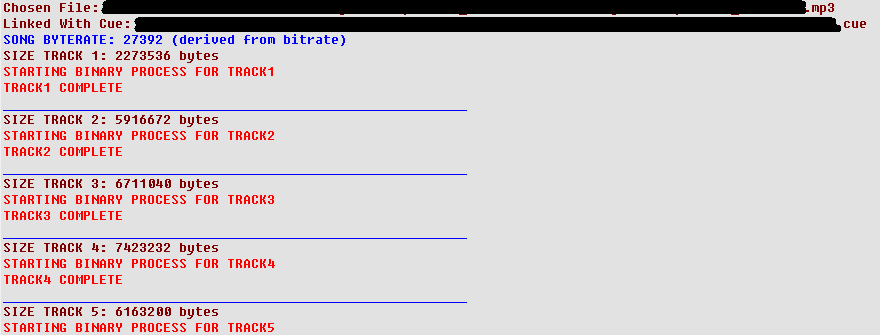 Chosen File: .mp3
Linked With Cue: .cue
SONG BYTERATE: 27392 (derived from bitrate)
SIZE TRACK 1: 2273536 bytes
STARTING BINARY PROCESS FOR TRACK1
TRACK1 COMPLETE
SIZE TRACK 2: 5916672 bytes
STARTING BINARY PROCESS FOR TRACK2
TRACK2 COMPLETE
SIZE TRACK 3: 6711040 bytes
STARTING BINARY PROCESS FOR TRACK3
TRACK3 COMPLETE
SIZE TRACK 4: 7423232 bytes
STARTING BINARY PROCESS FOR TRACK4
TRACK4 COMPLETE
SIZE TRACK 5: 6163200 bytes
STARTING BINARY PROCESS FOR TRACK5